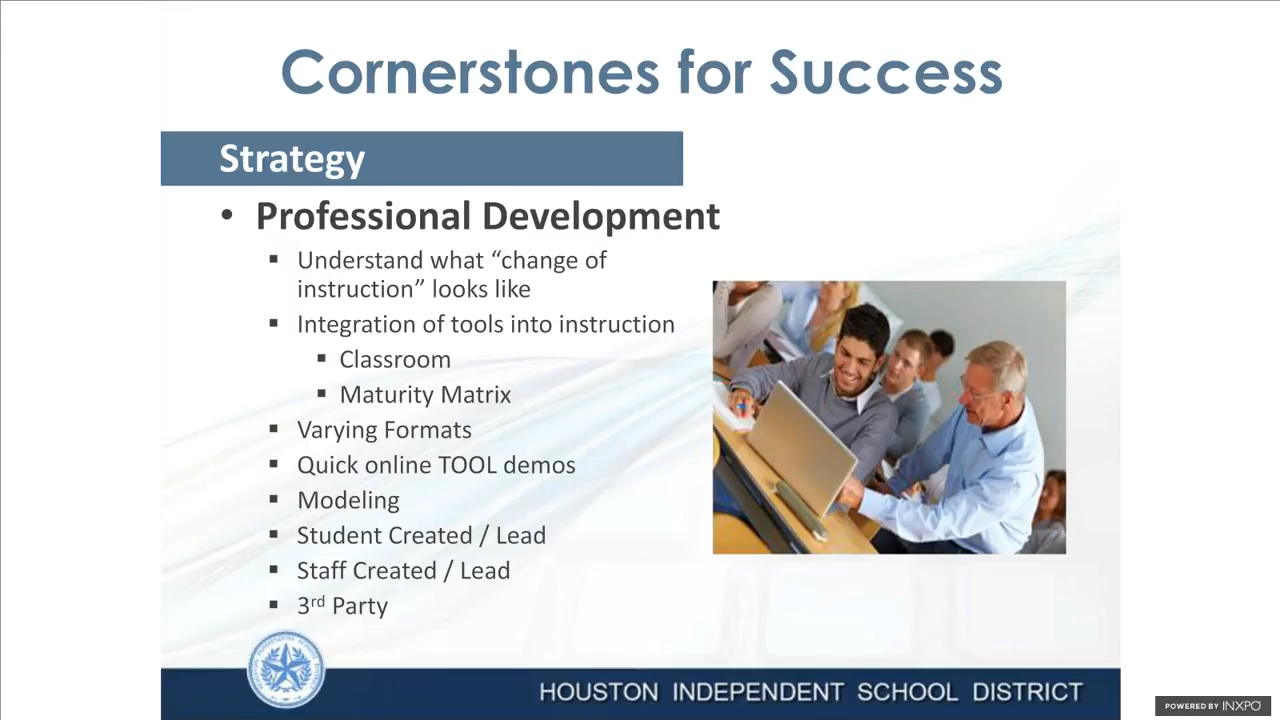 Cornerstones for Success
Strategy
• Professional Development
▪ Understand what “change of
instruction” looks like
▪ Integration of tools into instruction
▪ Classroom
▪ Maturity Matrix
▪ Varying Formats
▪ Quick online TOOL demos
▪ Modeling
▪ Student Created / Lead
▪ Staff Created / Lead
▪ 3rd Party
HOUSTON INDEPENDENT SCHOOL DISTRICT
POWERED BY INXPO